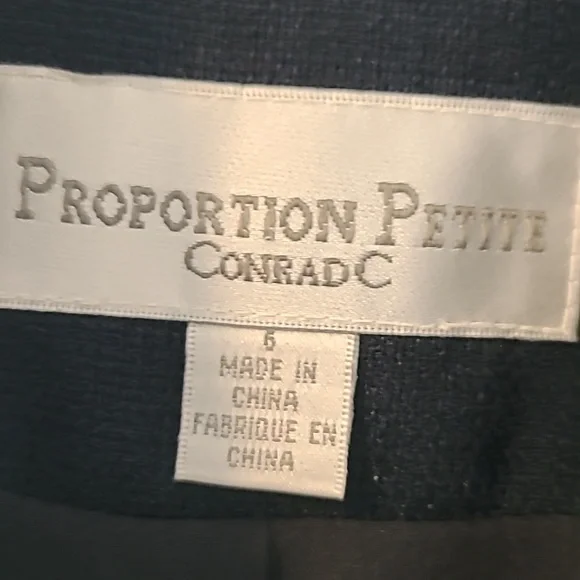 PROPORTION PETITE
CONRAD C
6
MADE IN
CHINA
FABRIQUE EN
CHINA